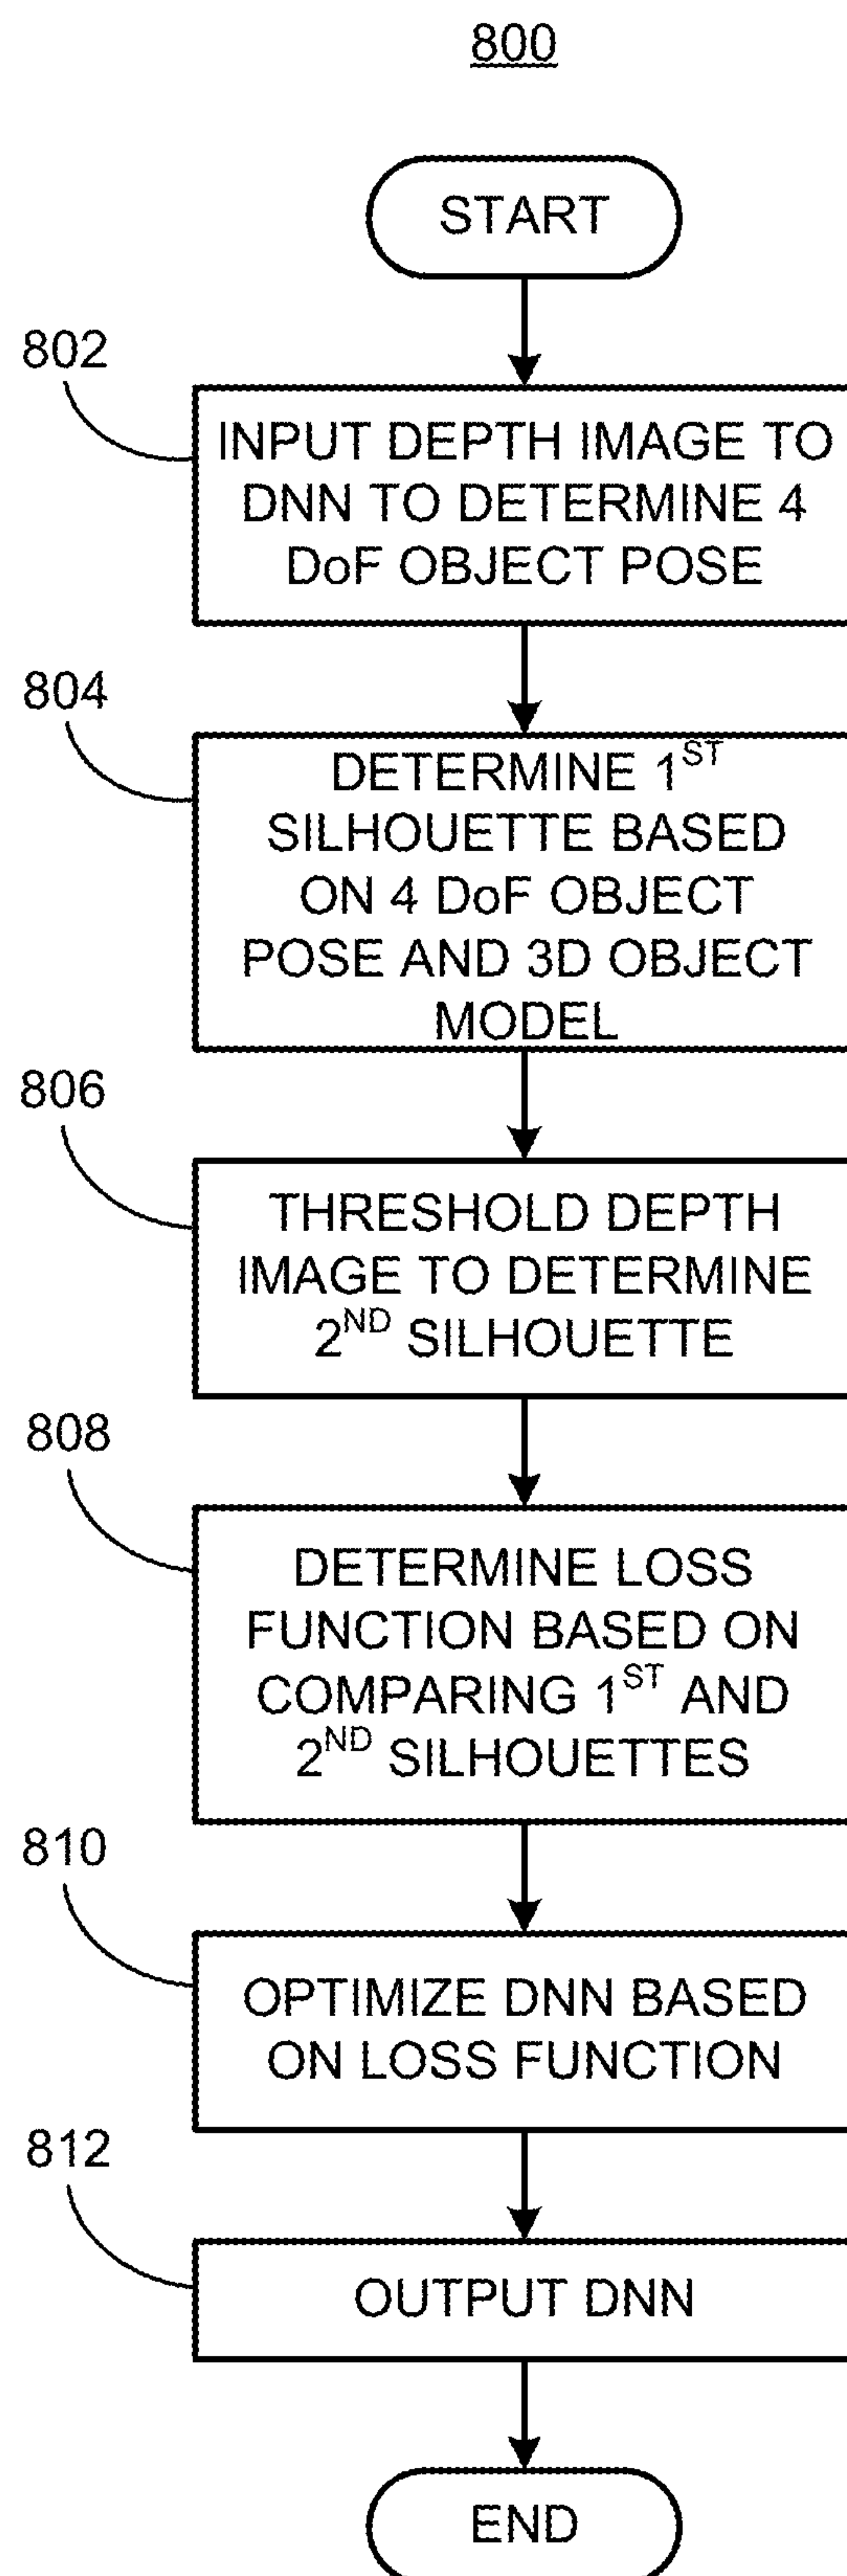 800
START
802
INPUT DEPTH IMAGE TO
DNN TO DETERMINE 4
DoF OBJECT POSE
804
DETERMINE 1ST
SILHOUETTE BASED
ON 4 DoF OBJECT
POSE AND 3D OBJECT
MODEL
806
THRESHOLD DEPTH
IMAGE TO DETERMINE
2ND SILHOUETTE
808
DETERMINE LOSS
FUNCTION BASED ON
COMPARING 1ST AND
2ND SILHOUETTES
810
OPTIMIZE DNN BASED
ON LOSS FUNCTION
812
OUTPUT DNN
END